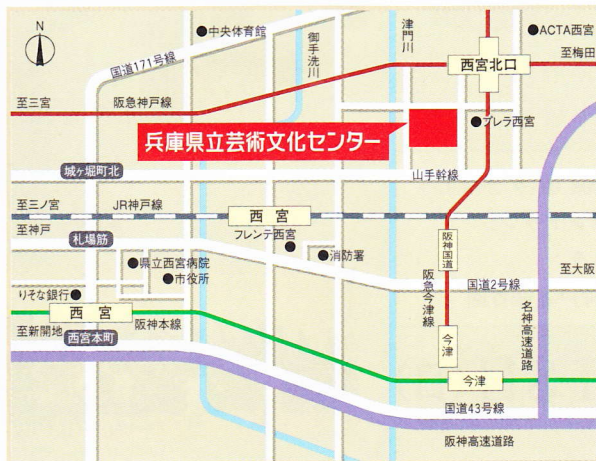 N
中央体育館
御手洗川
津門川
ACTA西宮
西宮北口
至梅田
国道171号線
至三宮
阪急神戸線
プレラ西宮
兵庫県立芸術文化センター
城ヶ堀町北
山手幹線
至三ノ宮
JR神戸線
西宮
至神戸
札場筋
フレンテ西宮
消防署
阪神国道
県立西宮病院
市役所
阪急今津線
国道2号線
至大阪
りそな銀行
西宮
名神高速道路
至新開地
阪神本線
西宮本町
今津
今津
国道43号線
阪神高速道路